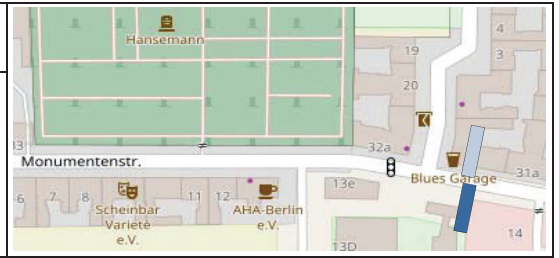 Hansemann
4
19
3
20
33
32a
Monumentenstr.
Blues Garage
31a
6
7
8
11
12
13e
Scheinbar
Varieté
e.V.
AHA-Berlin
e.V.
13D
14